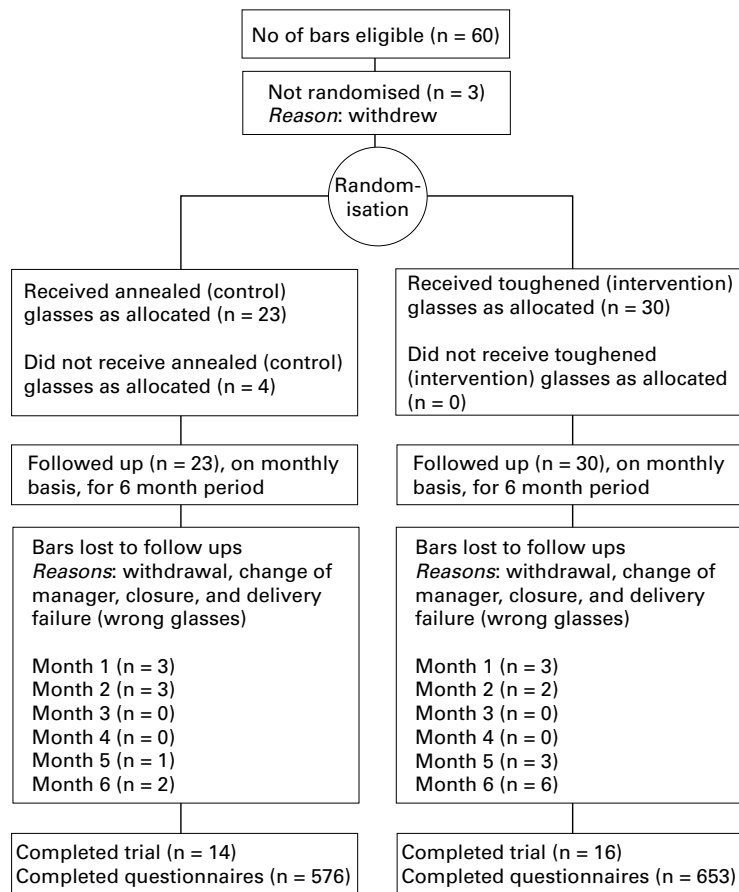 No of bars eligible (n = 60)
Not randomised (n = 3)
Reason: withdrew
Random-
isation
Received annealed (control)
glasses as allocated (n = 23)
Did not receive annealed (control)
glasses as allocated (n = 4)
Received toughened (intervention)
glasses as allocated (n = 30)
Did not receive toughened
(intervention) glasses as allocated
(n = 0)
Followed up (n = 23), on monthly
basis, for 6 month period
Followed up (n = 30), on monthly
basis, for 6 month period
Bars lost to follow ups
Reasons: withdrawal, change of
manager, closure, and delivery
failure (wrong glasses)
Month 1 (n = 3)
Month 2 (n = 3)
Month 3 (n = 0)
Month 4 (n = 0)
Month 5 (n = 1)
Month 6 (n = 2)
Bars lost to follow ups
Reasons: withdrawal, change of
manager, closure, and delivery
failure (wrong glasses)
Month 1 (n = 3)
Month 2 (n = 2)
Month 3 (n = 0)
Month 4 (n = 0)
Month 5 (n = 3)
Month 6 (n = 6)
Completed trial (n = 14)
Completed questionnaires (n = 576)
Completed trial (n = 16)
Completed questionnaires (n = 653)